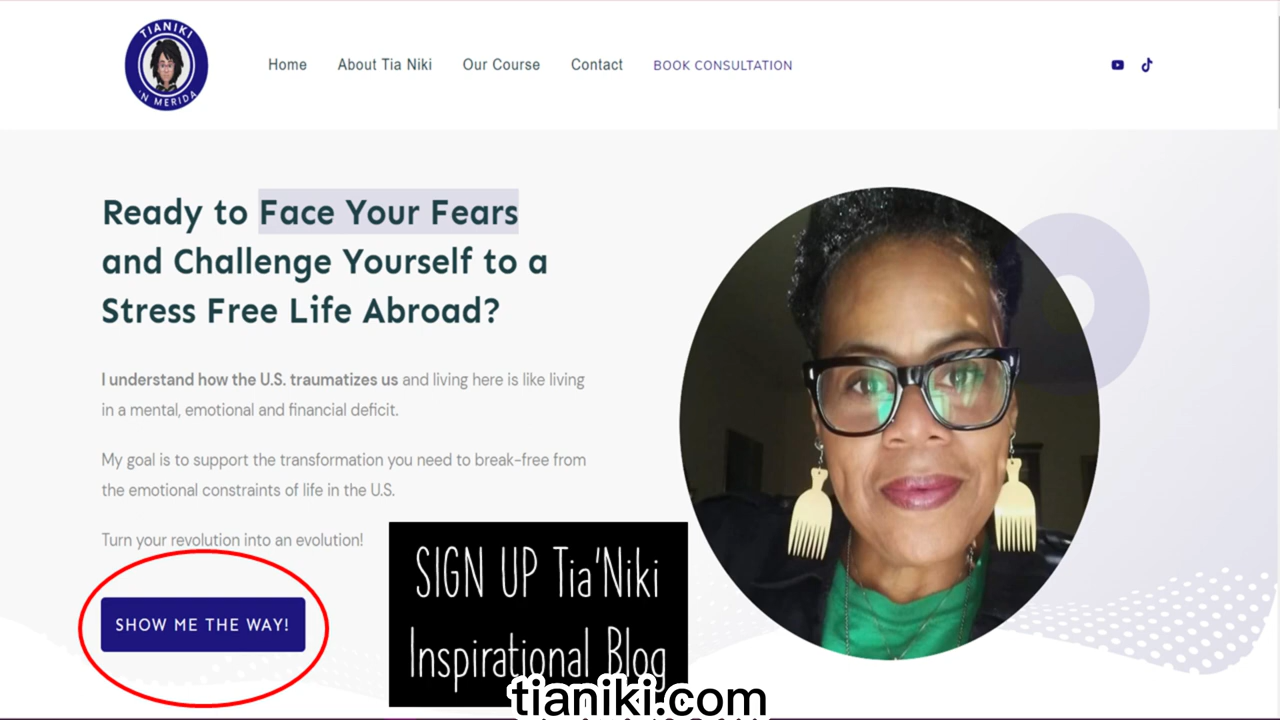 TIANIKI
'N MERIDA
Home About Tia Niki Our Course Contact BOOK CONSULTATION
Ready to Face Your Fears
and Challenge Yourself to a
Stress Free Life Abroad?
I understand how the U.S. traumatizes us and living here is like living
in a mental, emotional and financial deficit.
My goal is to support the transformation you need to break-free from
the emotional constraints of life in the U.S.
Turn your revolution into an evolution!
SHOW ME THE WAY!
SIGN UP Tia'Niki
Inspirational Blog
tianiki.com